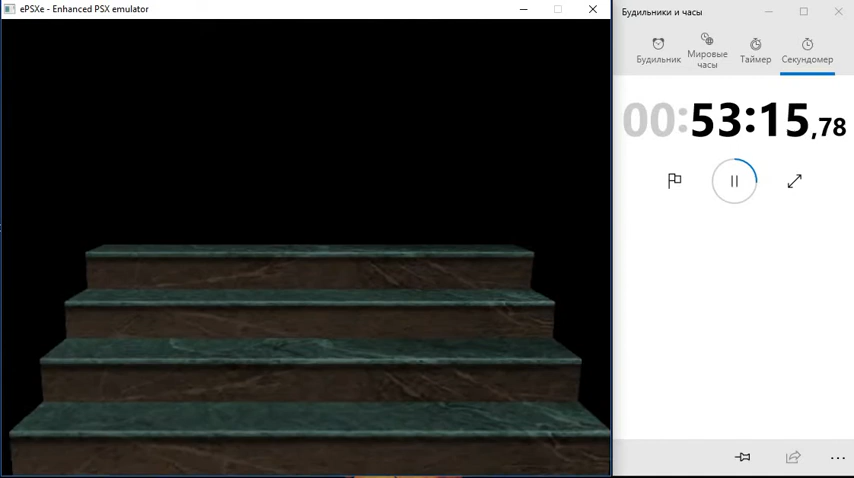 ePSXe - Enhanced PSX emulator
Будильники и часы
Будильник
Мировые часы
Таймер
Секундомер
00:53:15,78